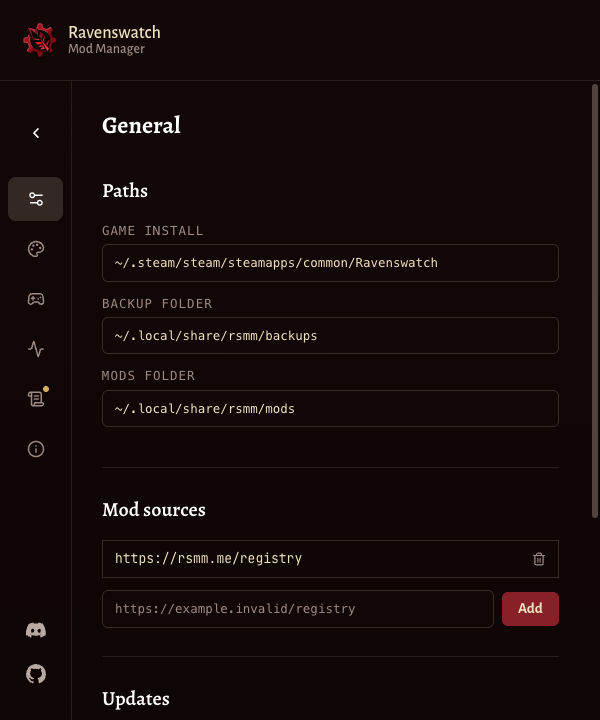 Ravenswatch
Mod Manager
General
Paths
GAME INSTALL
~/.steam/steam/steamapps/common/Ravenswatch
BACKUP FOLDER
~/.local/share/rsmm/backups
MODS FOLDER
~/.local/share/rsmm/mods
Mod sources
https://rsmm.me/registry
https://example.invalid/registry
Add
Updates